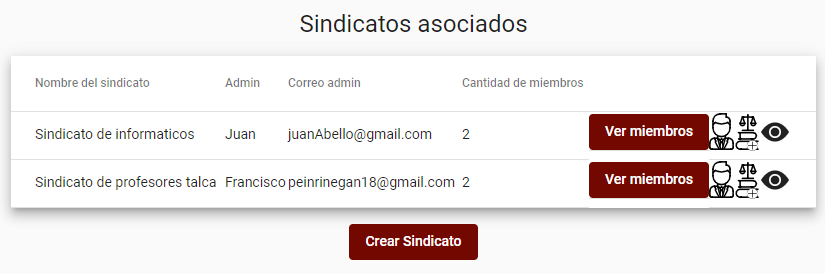 Sindicatos asociados
Nombre del sindicato Admin Correo admin Cantidad de miembros
Sindicato de informaticos Juan juanAbello@gmail.com 2 Ver miembros
Sindicato de profesores talca Francisco peinrinegan18@gmail.com 2 Ver miembros
Crear Sindicato